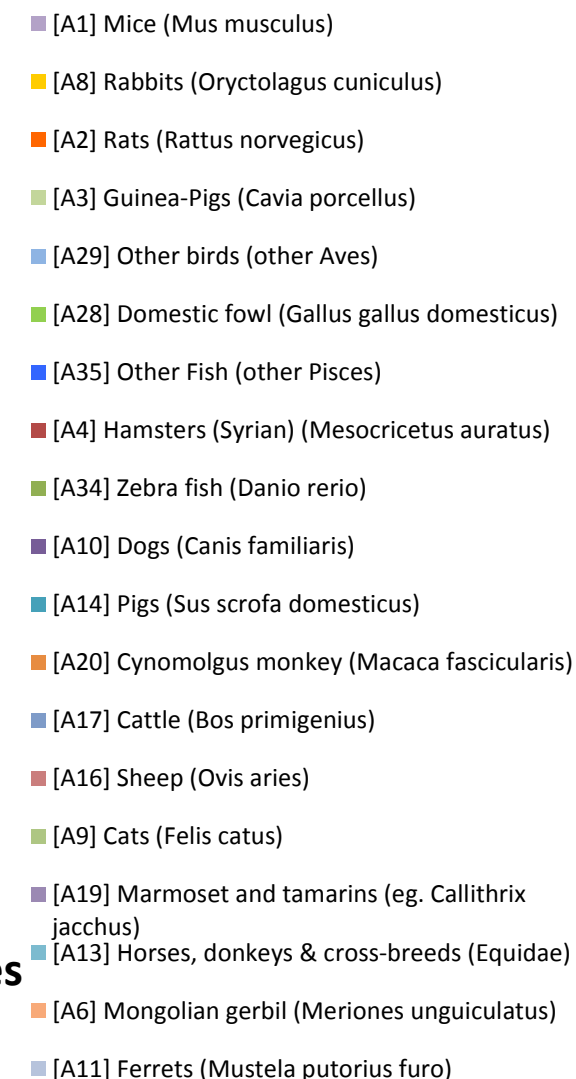 [A1] Mice (Mus musculus)
[A8] Rabbits (Oryctolagus cuniculus)
[A2] Rats (Rattus norvegicus)
[A3] Guinea-Pigs (Cavia porcellus)
[A29] Other birds (other Aves)
[A28] Domestic fowl (Gallus gallus domesticus)
[A35] Other Fish (other Pisces)
[A4] Hamsters (Syrian) (Mesocricetus auratus)
[A34] Zebra fish (Danio rerio)
[A10] Dogs (Canis familiaris)
[A14] Pigs (Sus scrofa domesticus)
[A20] Cynomolgus monkey (Macaca fascicularis)
[A17] Cattle (Bos primigenius)
[A16] Sheep (Ovis aries)
[A9] Cats (Felis catus)
[A19] Marmoset and tamarins (eg. Callithrix
jacchus)
[A13] Horses, donkeys & cross-breeds (Equidae)
[A6] Mongolian gerbil (Meriones unguiculatus)
[A11] Ferrets (Mustela putorius furo)